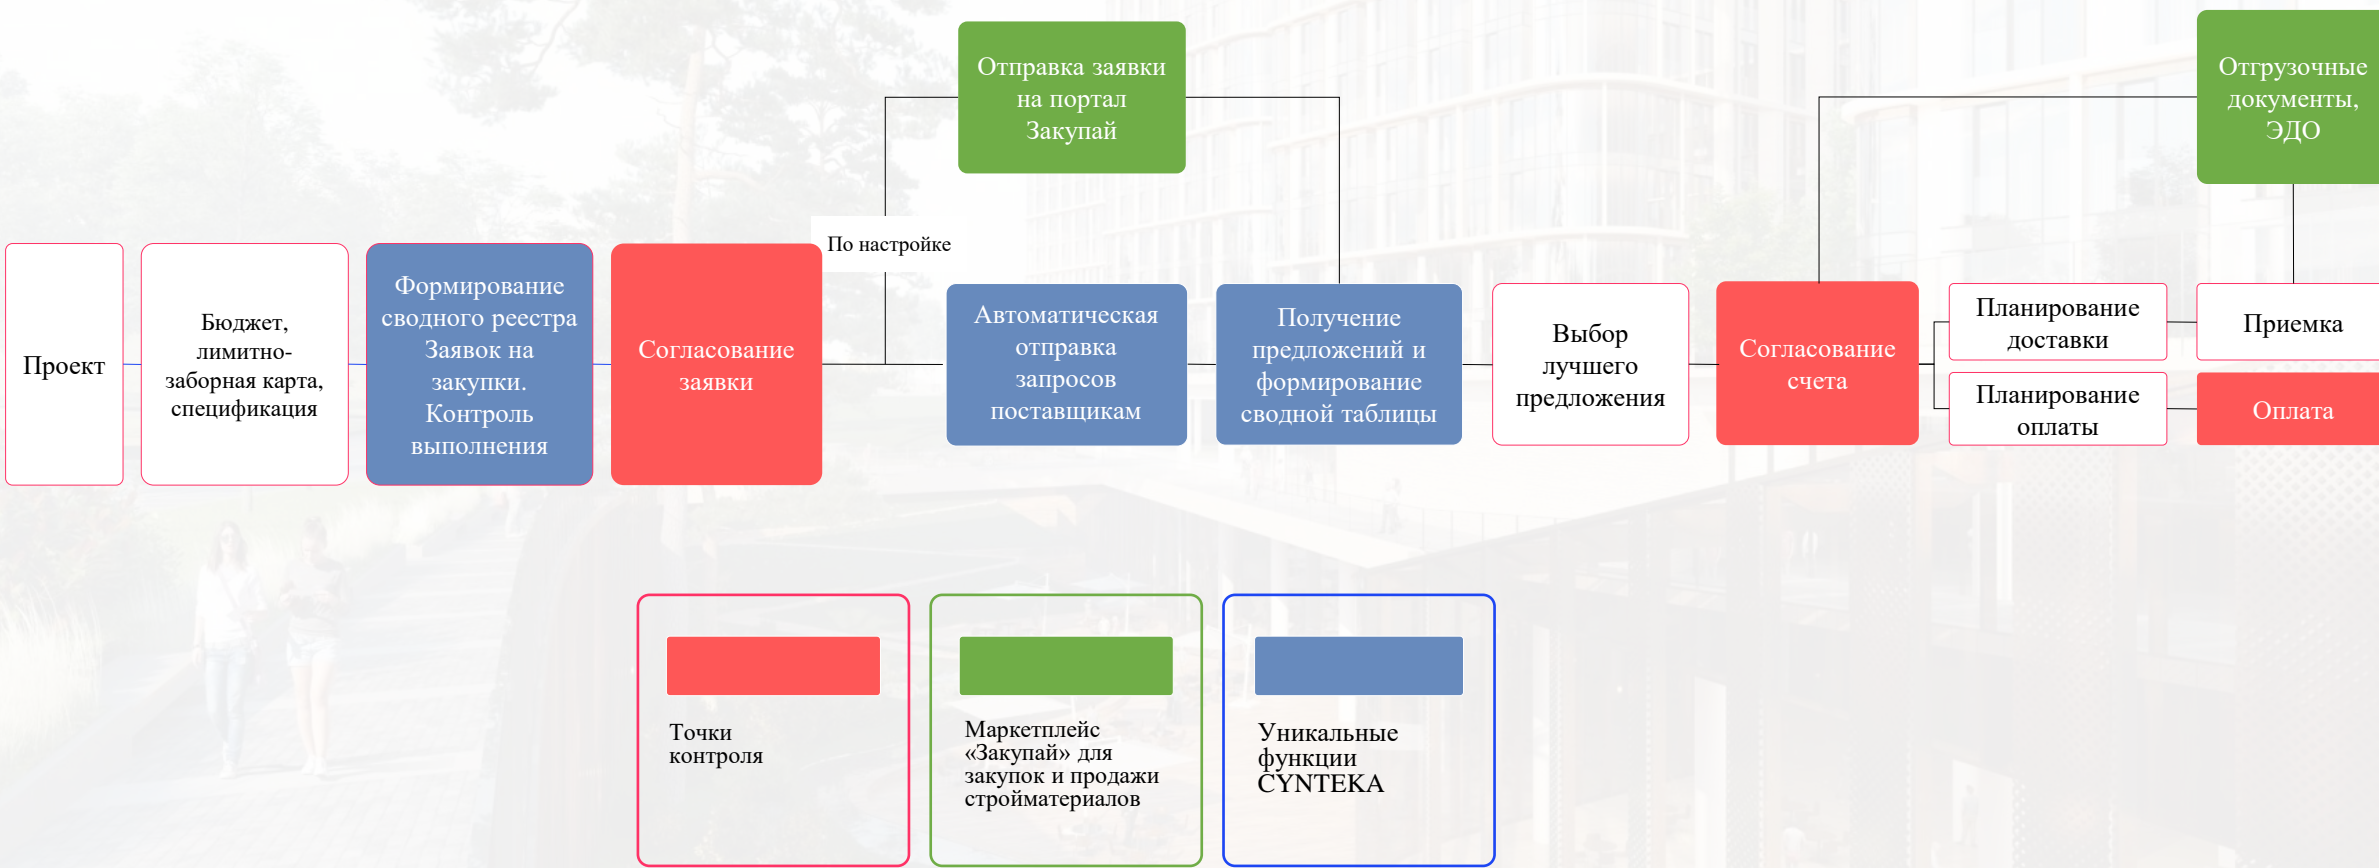 Отправка заявки
на портал
Закупай
Отгрузочные
документы,
ЭДО
По настройке
Проект
Бюджет,
лимитно-
заборная карта,
спецификация
Формирование
сводного реестра
Заявок на
закупки.
Контроль
выполнения
Согласование
заявки
Автоматическая
отправка
запросов
поставщикам
Получение
предложений и
формирование
сводной таблицы
Выбор
лучшего
предложения
Согласование
счета
Планирование
доставки
Планирование
оплаты
Приемка
Оплата
Точки
контроля
Маркетплейс
«Закупай» для
закупок и продажи
стройматериалов
Уникальные
функции
CYNTEKA